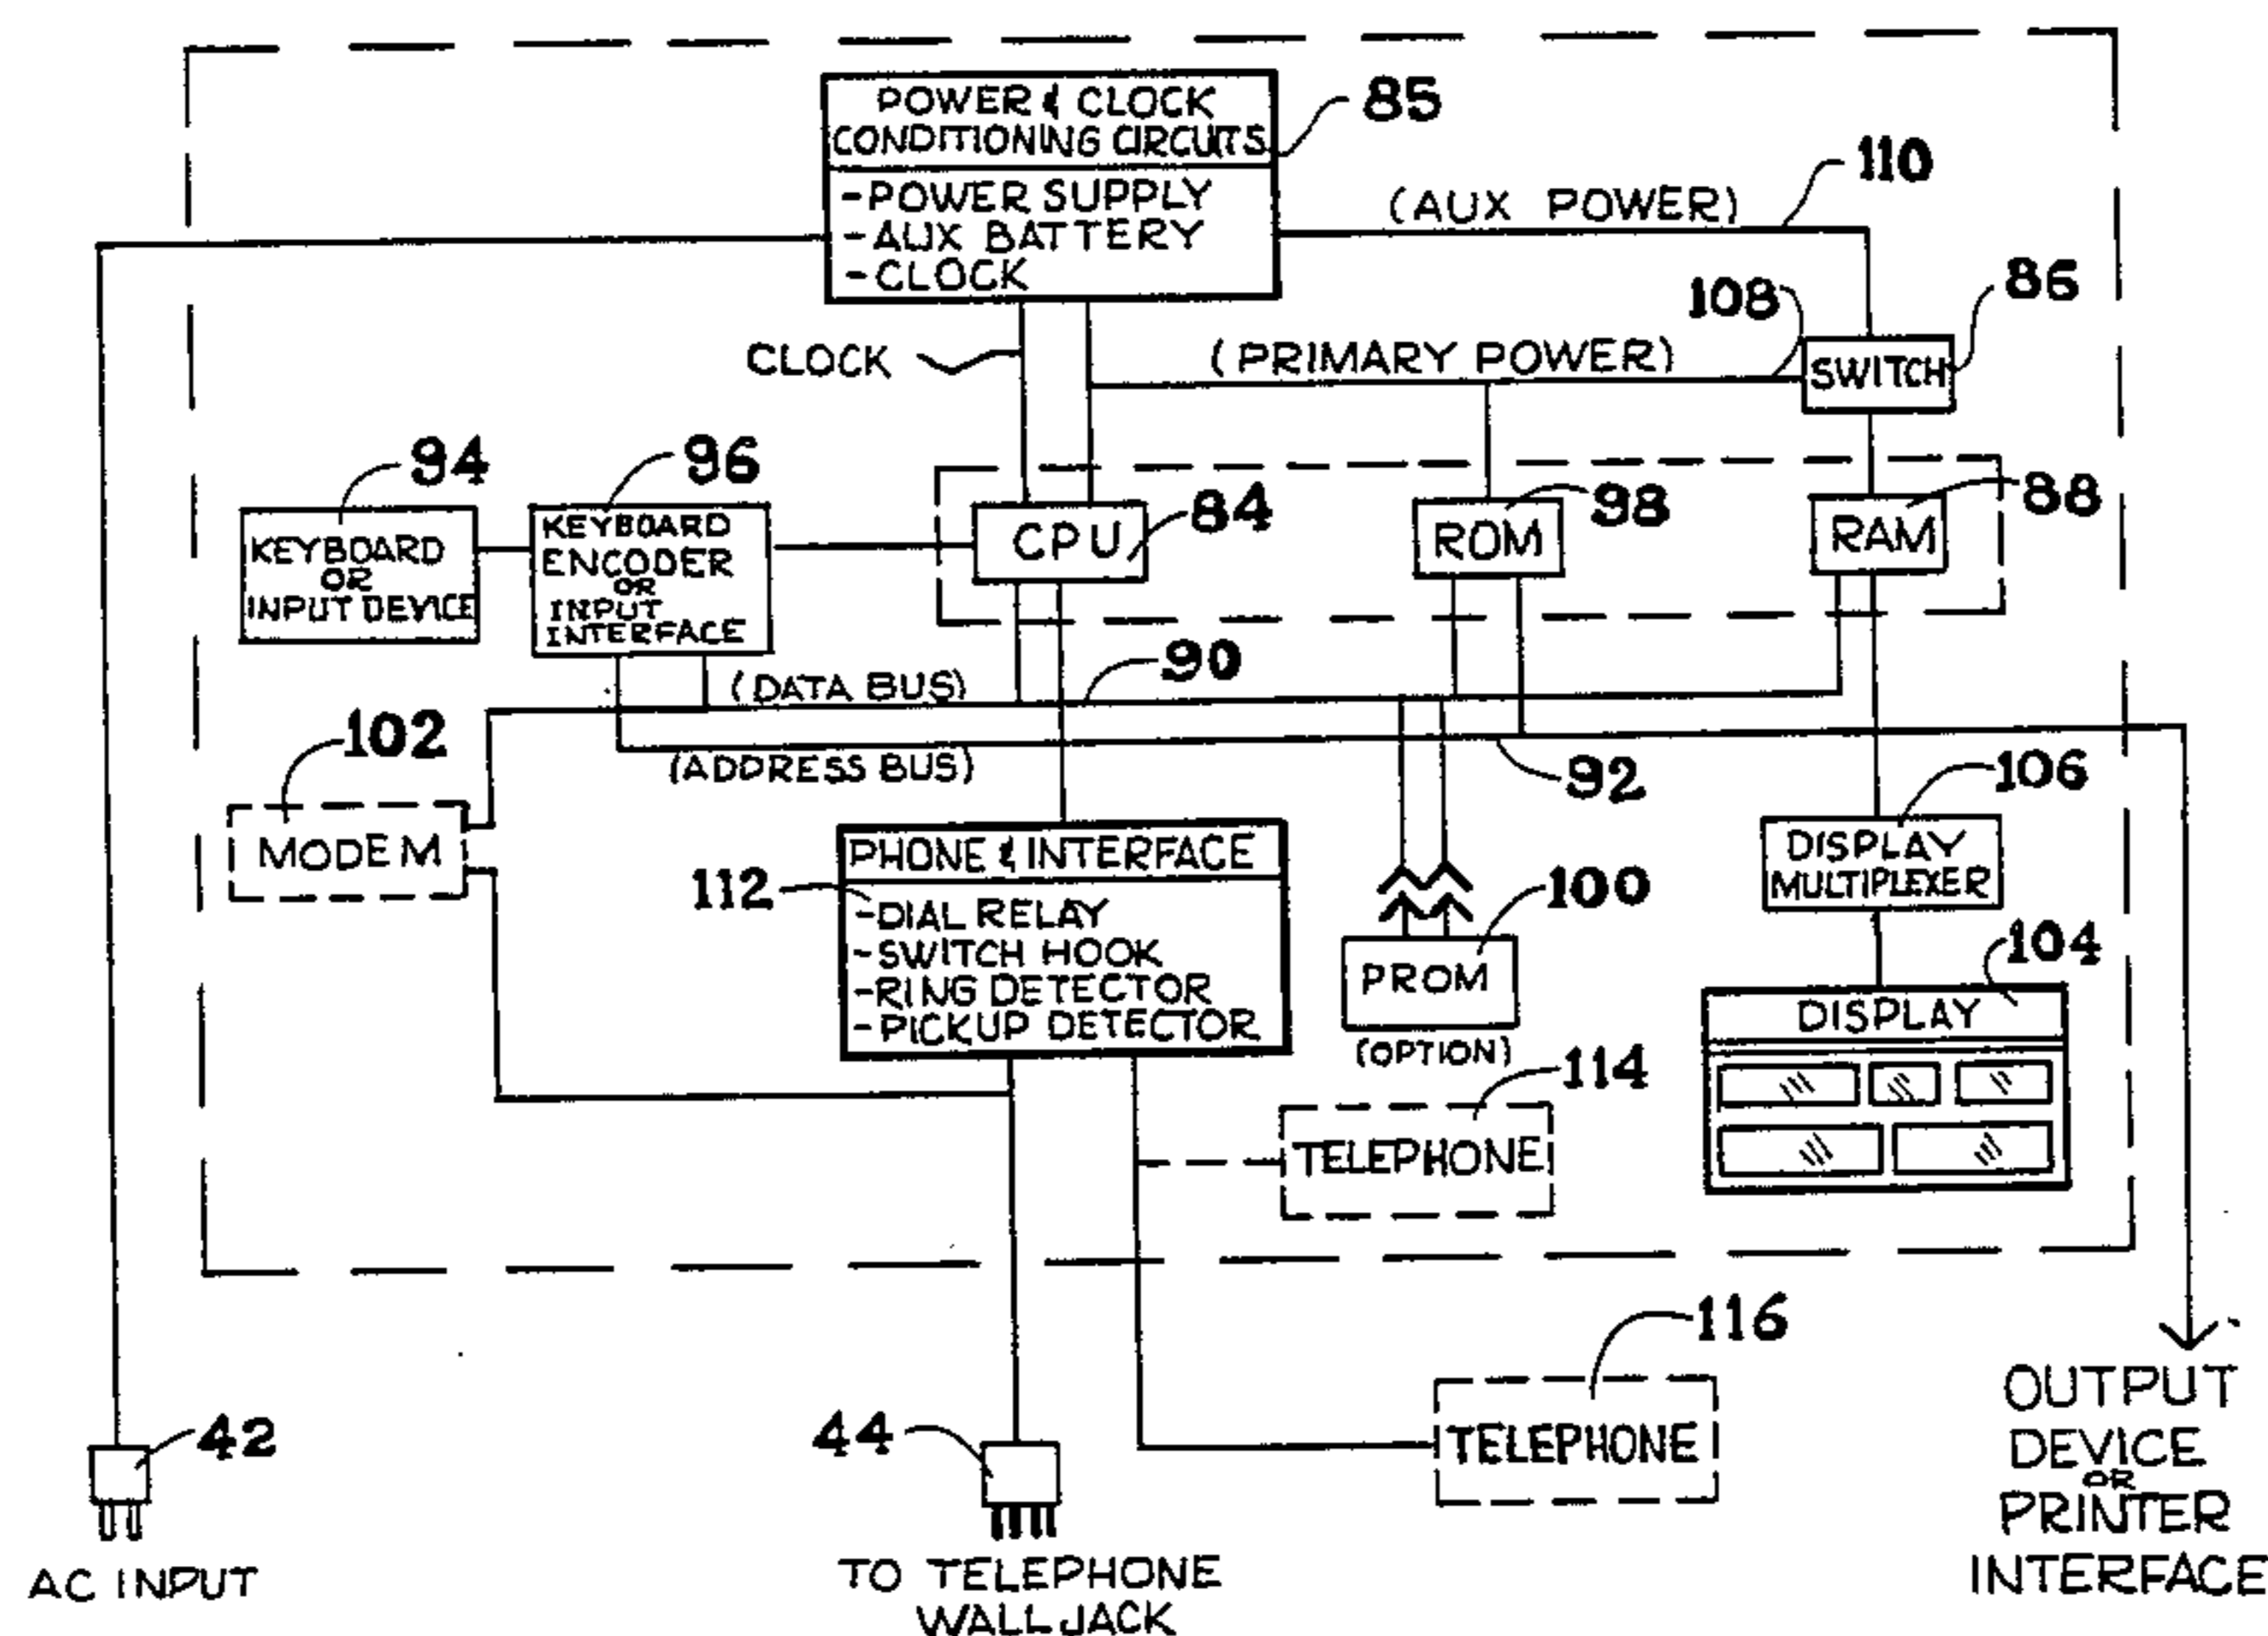 POWER & CLOCK
CONDITIONING CIRCUITS
85
-POWER SUPPLY
-AUX BATTERY
-CLOCK
(AUX POWER)
110
108
86
CLOCK
(PRIMARY POWER)
SWITCH
94
96
KEYBOARD
OR
INPUT DEVICE
KEYBOARD
ENCODER
OR
INPUT
INTERFACE
CPU
84
ROM
98
RAM
88
(DATA BUS)
90
(ADDRESS BUS)
92
102
MODEM
106
DISPLAY
MULTIPLEXER
PHONE & INTERFACE
112
-DIAL RELAY
-SWITCH HOOK
-RING DETECTOR
-PICKUP DETECTOR
100
PROM
(OPTION)
104
DISPLAY
114
TELEPHONE
116
TELEPHONE
42
AC INPUT
44
TO TELEPHONE
WALL JACK
OUTPUT
DEVICE
OR
PRINTER
INTERFACE